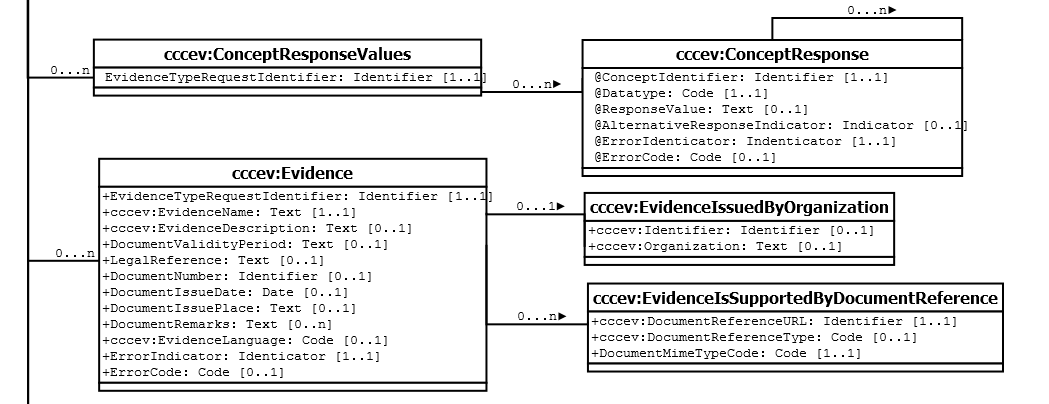 0...n►
cccev:ConceptResponseValues
EvidenceTypeRequestIdentifier: Identifier [1..1]
0...n
0...n►
cccev:ConceptResponse
@ConceptIdentifier: Identifier [1..1]
@Datatype: Code [1..1]
@ResponseValue: Text [0..1]
@AlternativeResponseIndicator: Indicator [0..1]
@ErrorIdenticator: Indenticator [1..1]
@ErrorCode: Code [0..1]
cccev:Evidence
+EvidenceTypeRequestIdentifier: Identifier [1..1]
+cccev:EvidenceName: Text [1..1]
+cccev:EvidenceDescription: Text [0..1]
+DocumentValidityPeriod: Text [0..1]
+LegalReference: Text [0..1]
+DocumentNumber: Identifier [0..1]
+DocumentIssueDate: Date [0..1]
+DocumentIssuePlace: Text [0..1]
+DocumentRemarks: Text [0..n]
+cccev:EvidenceLanguage: Code [0..1]
+ErrorIndicator: Identicator [1..1]
+ErrorCode: Code [0..1]
0...n
0...1►
cccev:EvidenceIssuedByOrganization
+cccev:Identifier: Identifier [0..1]
+cccev:Organization: Text [0..1]
0...n►
cccev:EvidenceIsSupportedByDocumentReference
+cccev:DocumentReferenceURL: Identifier [1..1]
+cccev:DocumentReferenceType: Code [0..1]
+DocumentMimeTypeCode: Code [1..1]